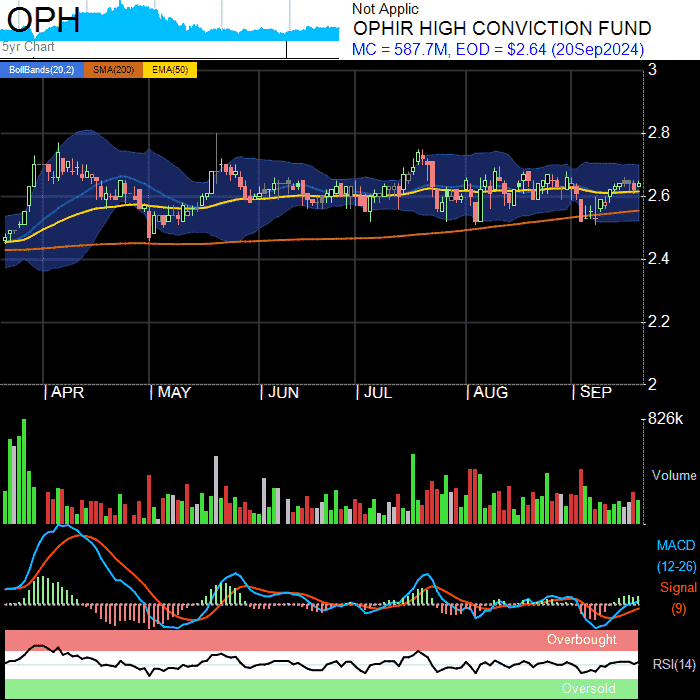 OPH
5yr Chart
Not Applic
OPHIR HIGH CONVICTION FUND
MC = 587.7M, EOD = $2.64 (20Sep2024)
BollBands(20,2) SMA(200) EMA(50)
3
2.8
2.6
2.4
2.2
2
APR MAY JUN JUL AUG SEP
826k
Volume
MACD
(12-26)
Signal
(9)
Overbought
RSI(14)
Oversold